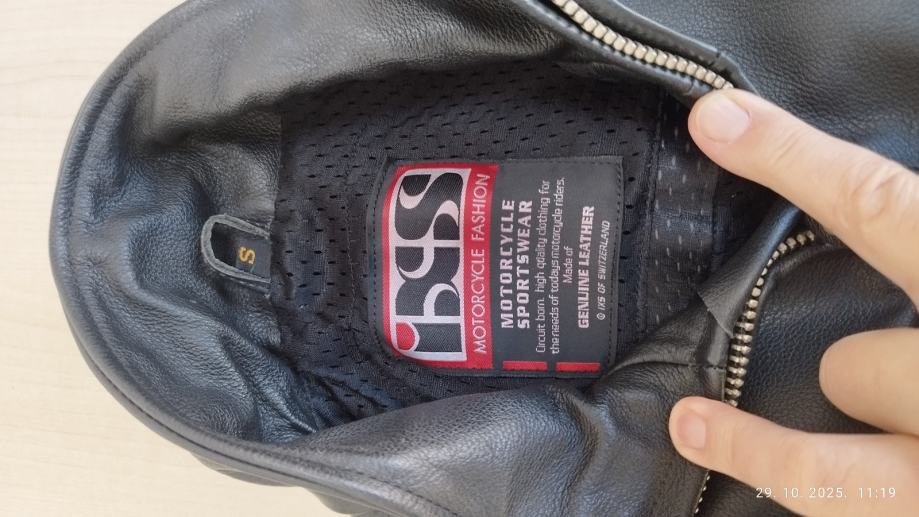 S
iXS
MOTORCYCLE FASHION
MOTORCYCLE
SPORTSWEAR
Circuit born. high quality clothing for
the needs of todays motorcycle riders.
Made of
GENUINE LEATHER
© IXS OF SWITZERLAND
29. 10. 2025. 11:19